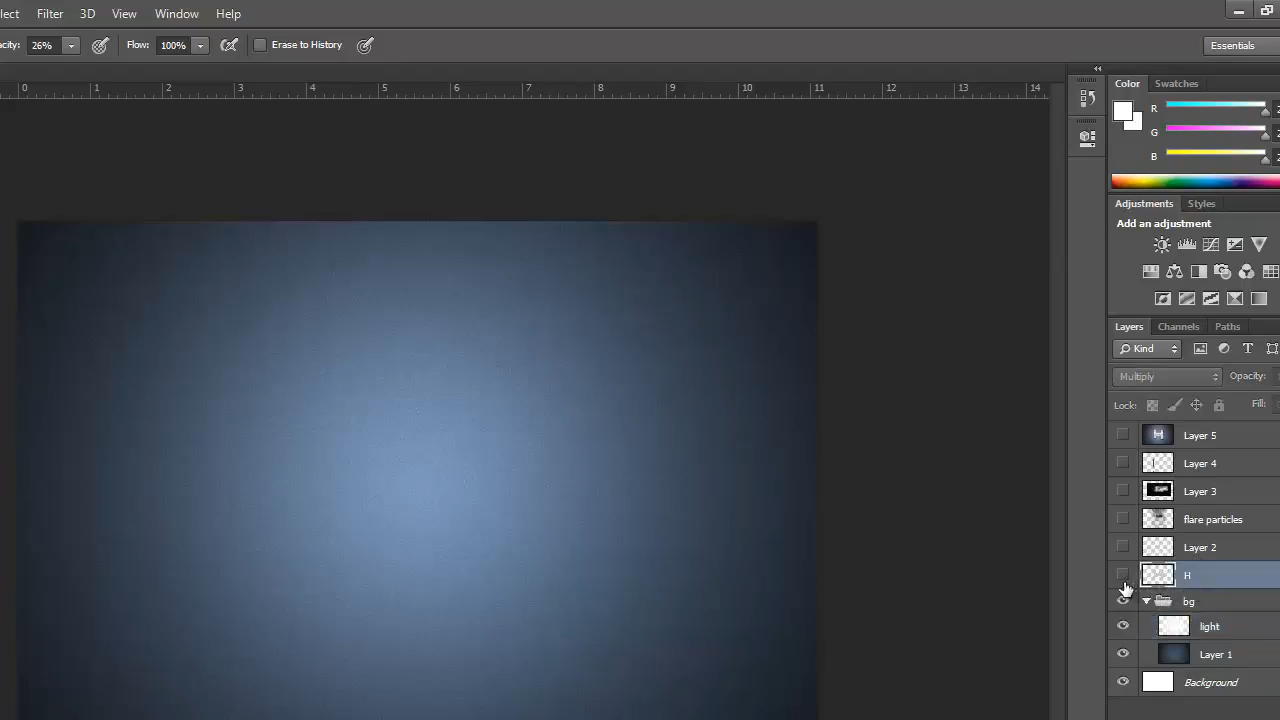 lect Filter 3D View Window Help
acity: 26% Flow: 100% Erase to History Essentials
0 1 2 3 4 5 6 7 8 9 10 11 12 13 14
Color Swatches
R
G
B
Adjustments Styles
Add an adjustment
Layers Channels Paths
Kind T
Multiply Opacity:
Lock: Fill:
Layer 5
Layer 4
Layer 3
flare particles
Layer 2
H
bg
light
Layer 1
Background